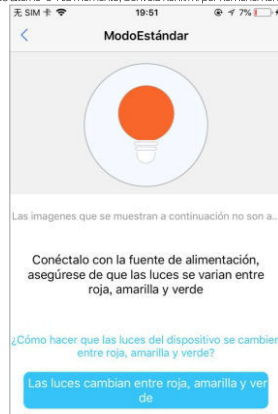 无 SIM 卡 19:51 7%
ModoEstándar
Las imagenes que se muestran a continuación no son a...
Conéctalo con la fuente de alimentación,
asegúrese de que las luces se varian entre
roja, amarilla y verde
¿Cómo hacer que las luces del dispositivo se cambien
entre roja, amarilla y verde?
Las luces cambian entre roja, amarilla y ver
de